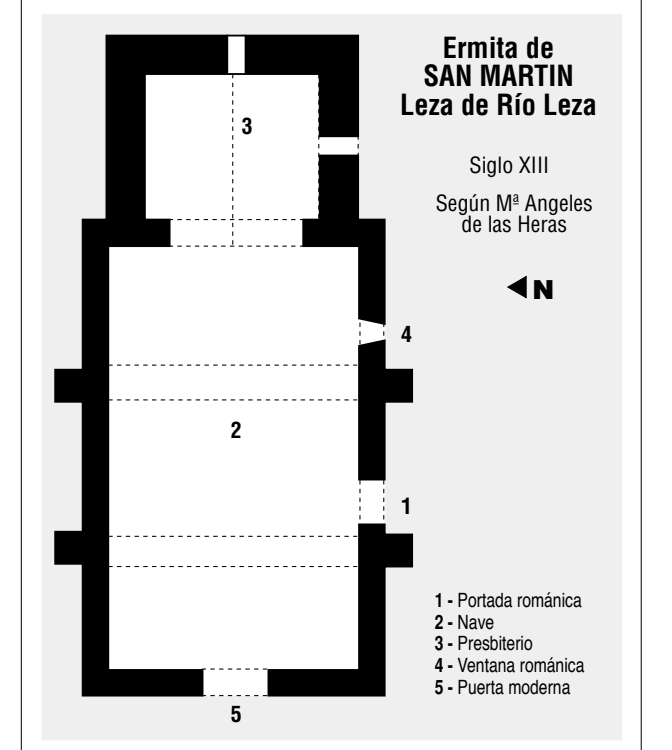 Ermita de
SAN MARTIN
Leza de Río Leza
Siglo XIII
Según Mª Angeles
de las Heras
N
3
4
2
1
5
1 - Portada románica
2 - Nave
3 - Presbiterio
4 - Ventana románica
5 - Puerta moderna